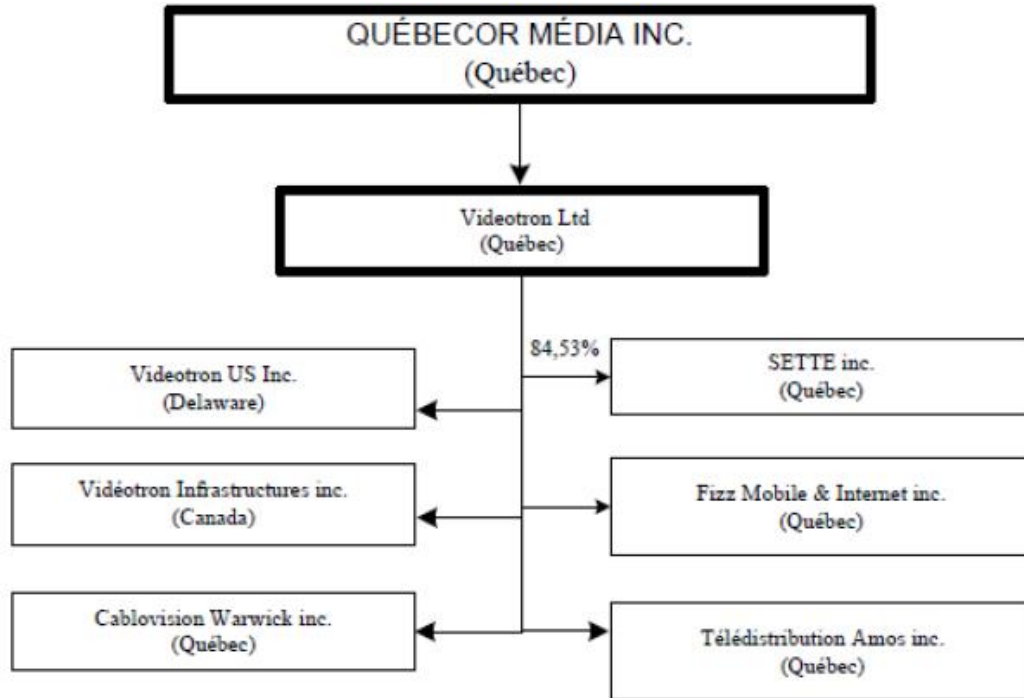 QUÉBECOR MÉDIA INC.
(Québec)
Videotron Ltd
(Québec)
84,53%
Videotron US Inc.
(Delaware)
SETTE inc.
(Québec)
Vidéotron Infrastructures inc.
(Canada)
Fizz Mobile & Internet inc.
(Québec)
Cablovision Warwick inc.
(Québec)
Télédistribution Amos inc.
(Québec)